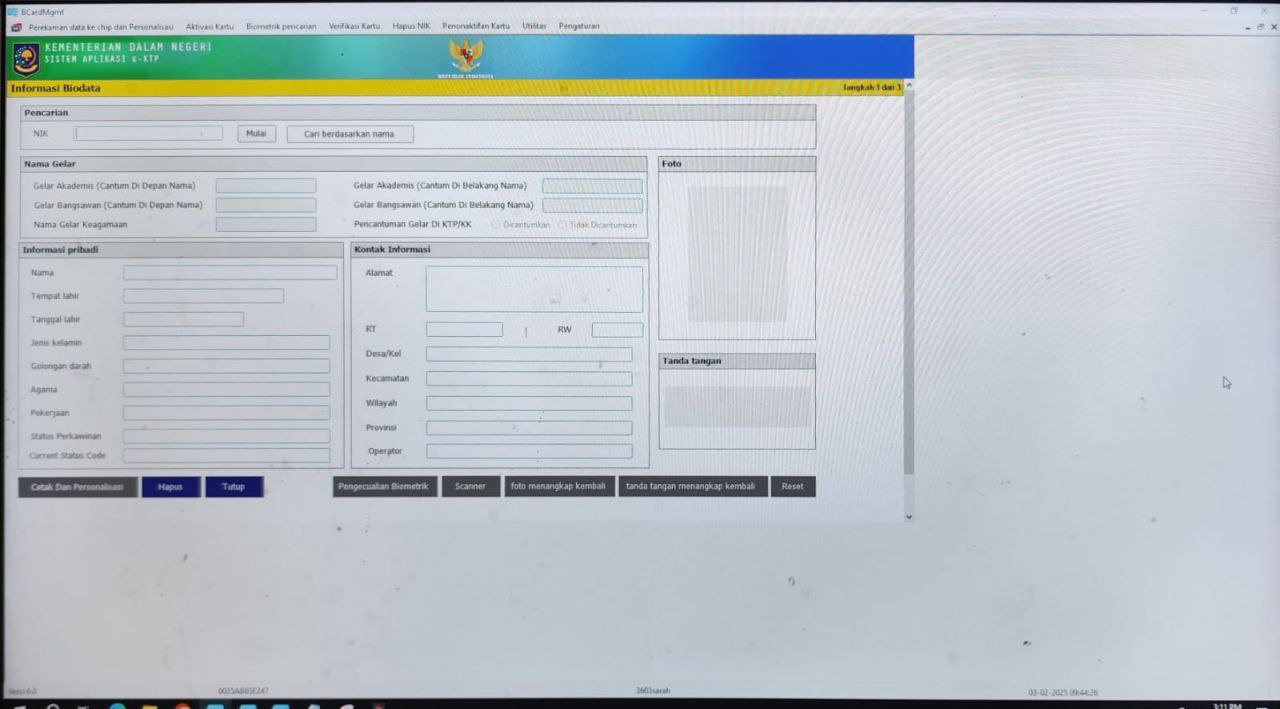 BCardMgmt
Perekaman data ke chip dan Personalisasi Aktivasi Kartu Biometrik pencarian Verifikasi Kartu Hapus NIK Penonaktifan Kartu Utilitas Pengaturan
KEMENTERIAN DALAM NEGERI
SISTEM APLIKASI e-KTP
REPUBLIK INDONESIA
Informasi Biodata
langkah 1 dari 3
Pencarian
NIK Mulai Cari berdasarkan nama
Nama Gelar
Gelar Akademis (Cantum Di Depan Nama) Gelar Akademis (Cantum Di Belakang Nama)
Gelar Bangsawan (Cantum Di Depan Nama) Gelar Bangsawan (Cantum Di Belakang Nama)
Nama Gelar Keagamaan Pencantuman Gelar Di KTP/KK Dicantumkan Tidak Dicantumkan
Foto
Informasi pribadi
Nama
Tempat lahir
Tanggal lahir
Jenis kelamin
Golongan darah
Agama
Pekerjaan
Status Perkawinan
Current Status Code
Kontak Informasi
Alamat
RT RW
Desa/Kel
Kecamatan
Wilayah
Provinsi
Operator
Tanda tangan
Cetak Dan Personalisasi Hapus Tutup Pengecualian Biometrik Scanner foto menangkap kembali tanda tangan menangkap kembali Reset
Versi 6.0 0025AB85E247 3603sarah 03-02-2025 09:44:26
3:11 PM